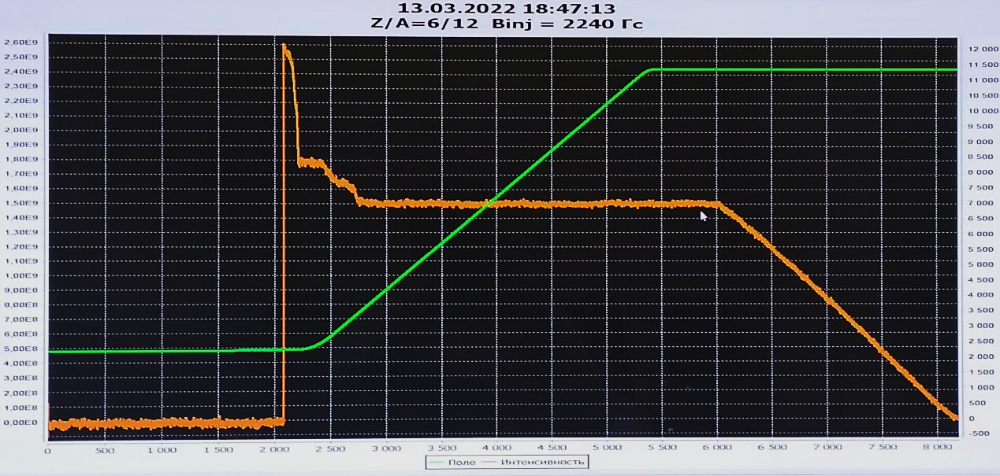 13.03.2022 18:47:13
Z/A=6/12 Binj = 2240 Гс
2,60E9
2,50E9
2,40E9
2,30E9
2,20E9
2,10E9
2,00E9
1,90E9
1,80E9
1,70E9
1,60E9
1,50E9
1,40E9
1,30E9
1,20E9
1,10E9
1,00E9
9,00E8
8,00E8
7,00E8
6,00E8
5,00E8
4,00E8
3,00E8
2,00E8
1,00E8
0,00E0
12 000
11 500
11 000
10 500
10 000
9 500
9 000
8 500
8 000
7 500
7 000
6 500
6 000
5 500
5 000
4 500
4 000
3 500
3 000
2 500
2 000
1 500
1 000
500
0
-500
0 500 1 000 1 500 2 000 2 500 3 000 3 500 4 000 4 500 5 000 5 500 6 000 6 500 7 000 7 500 8 000
Поле Интенсивность